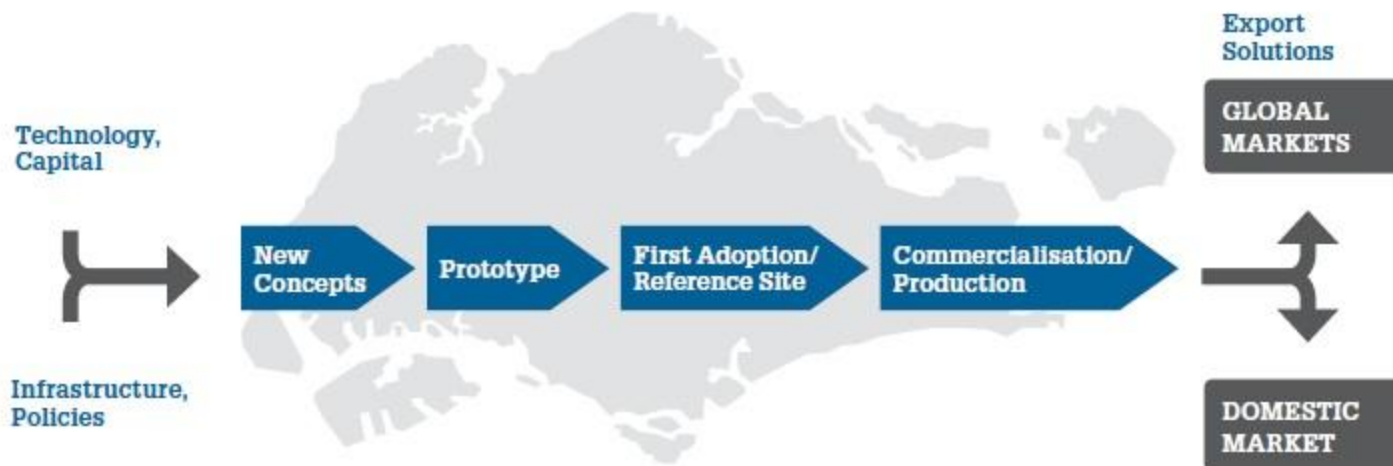 Technology,
Capital
Infrastructure,
Policies
New
Concepts
Prototype
First Adoption/
Reference Site
Commercialisation/
Production
Export
Solutions
GLOBAL
MARKETS
DOMESTIC
MARKET